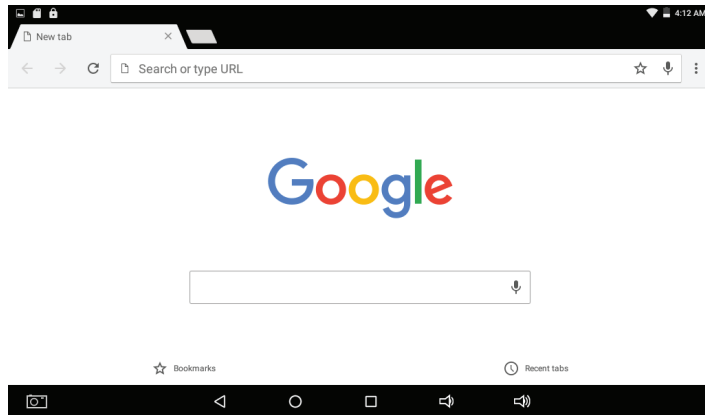 4:12 AM
New tab
Search or type URL
Google
Bookmarks
Recent tabs